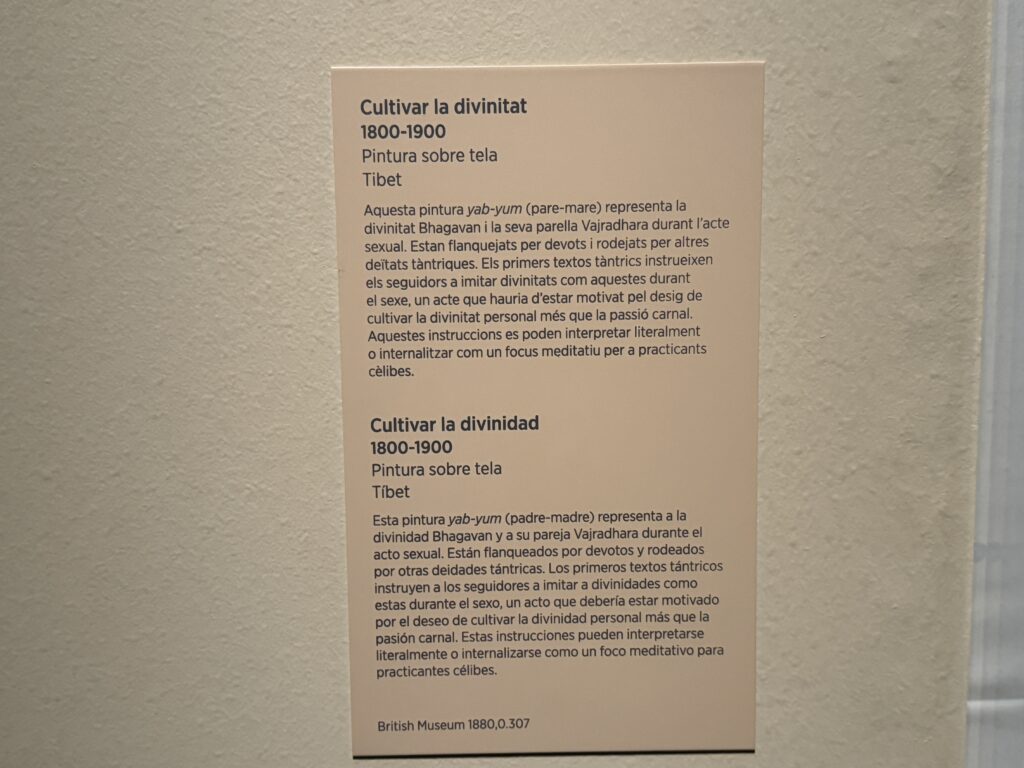 Cultivar la divinitat
1800-1900
Pintura sobre tela
Tibet
Aquesta pintura yab-yum (pare-mare) representa la
divinitat Bhagavan i la seva parella Vajradhara durant l'acte
sexual. Estan flanquejats per devots i rodejats per altres
deïtats tàntriques. Els primers textos tàntrics instrueixen
els seguidors a imitar divinitats com aquestes durant
el sexe, un acte que hauria d'estar motivat pel desig de
cultivar la divinitat personal més que la passió carnal.
Aquestes instruccions es poden interpretar literalment
o internalitzar com un focus meditatiu per a practicants
cèlibes.
Cultivar la divinidad
1800-1900
Pintura sobre tela
Tíbet
Esta pintura yab-yum (padre-madre) representa a la
divinidad Bhagavan y a su pareja Vajradhara durante el
acto sexual. Están flanqueados por devotos y rodeados
por otras deidades tántricas. Los primeros textos tántricos
instruyen a los seguidores a imitar a divinidades como
estas durante el sexo, un acto que debería estar motivado
por el deseo de cultivar la divinidad personal más que la
pasión carnal. Estas instrucciones pueden interpretarse
literalmente o internalizarse como un foco meditativo para
practicantes célibes.
British Museum 1880,0.307